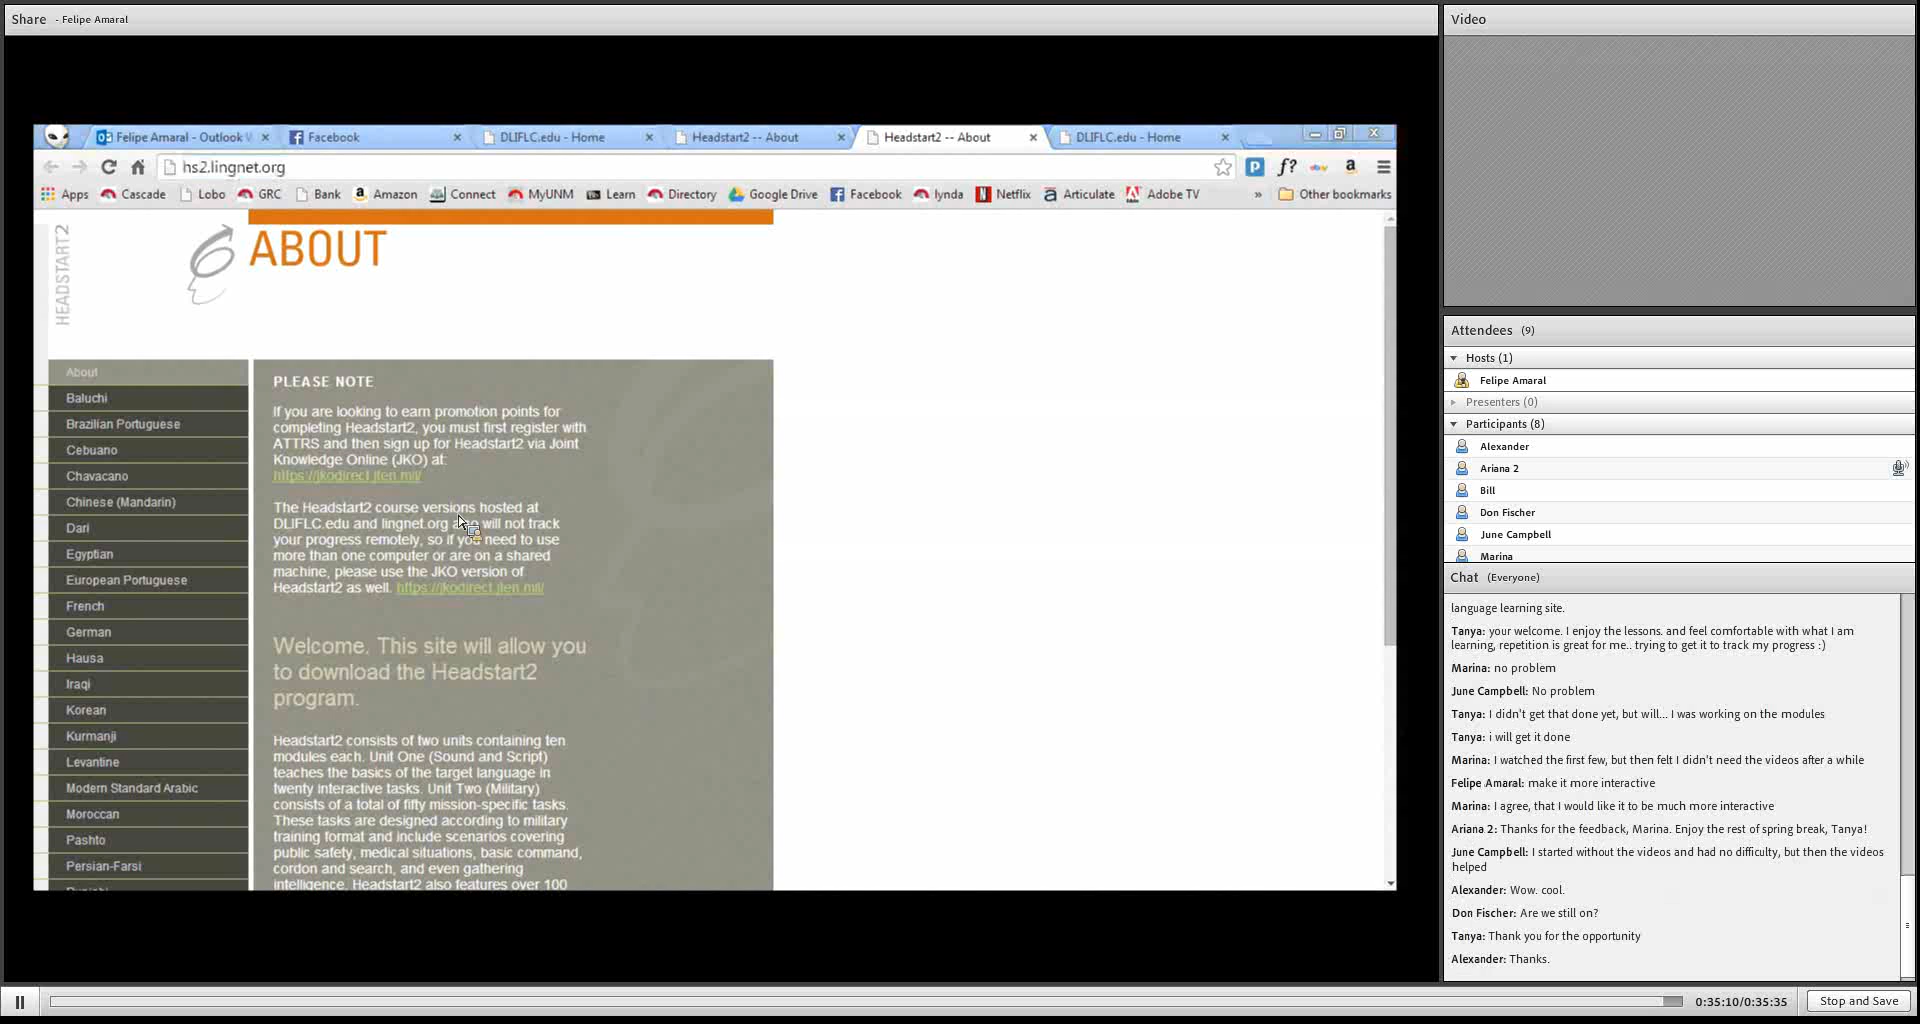 Share - Felipe Amaral
Felipe Amaral - Outlook
Facebook
DLIFLC.edu - Home
Headstart2 -- About
Headstart2 -- About
DLIFLC.edu - Home
hs2.lingnet.org
Apps Cascade Lobo GRC Bank Amazon Connect MyUNM Learn Directory Google Drive Facebook lynda Netflix Articulate Adobe TV » Other bookmarks
HEADSTART2
ABOUT
About
Baluchi
Brazilian Portuguese
Cebuano
Chavacano
Chinese (Mandarin)
Dari
Egyptian
European Portuguese
French
German
Hausa
Iraqi
Korean
Kurmanji
Levantine
Modern Standard Arabic
Moroccan
Pashto
Persian-Farsi
PLEASE NOTE
If you are looking to earn promotion points for
completing Headstart2, you must first register with
ATTRS and then sign up for Headstart2 via Joint
Knowledge Online (JKO) at:
https://jkodirect.jten.mil/
The Headstart2 course versions hosted at
DLIFLC.edu and lingnet.org will not track
your progress remotely, so if you need to use
more than one computer or are on a shared
machine, please use the JKO version of
Headstart2 as well. https://jkodirect.jten.mil/
Welcome. This site will allow you
to download the Headstart2
program.
Headstart2 consists of two units containing ten
modules each. Unit One (Sound and Script)
teaches the basics of the target language in
twenty interactive tasks. Unit Two (Military)
consists of a total of fifty mission-specific tasks.
These tasks are designed according to military
training format and include scenarios covering
public safety, medical situations, basic command,
cordon and search, and even gathering
intelligence. Headstart2 also features over 100
Video
Attendees (9)
Hosts (1)
Felipe Amaral
Presenters (0)
Participants (8)
Alexander
Ariana 2
Bill
Don Fischer
June Campbell
Marina
Chat (Everyone)
language learning site.
Tanya: your welcome. I enjoy the lessons. and feel comfortable with what I am
learning, repetition is great for me.. trying to get it to track my progress :)
Marina: no problem
June Campbell: No problem
Tanya: I didn't get that done yet, but will... I was working on the modules
Tanya: i will get it done
Marina: I watched the first few, but then felt I didn't need the videos after a while
Felipe Amaral: make it more interactive
Marina: I agree, that I would like it to be much more interactive
Ariana 2: Thanks for the feedback, Marina. Enjoy the rest of spring break, Tanya!
June Campbell: I started without the videos and had no difficulty, but then the videos
helped
Alexander: Wow. cool.
Don Fischer: Are we still on?
Tanya: Thank you for the opportunity
Alexander: Thanks.
0:35:10/0:35:35
Stop and Save